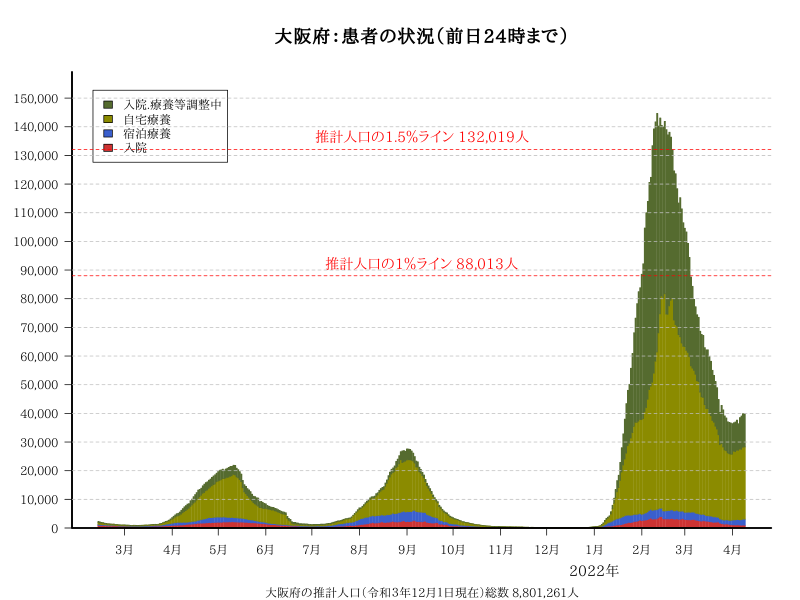 大阪府：患者の状況（前日24時まで）
150,000
140,000
130,000
120,000
110,000
100,000
90,000
80,000
70,000
60,000
50,000
40,000
30,000
20,000
10,000
0
入院.療養等調整中
自宅療養
宿泊療養
入院
推計人口の1.5%ライン 132,019人
推計人口の1%ライン 88,013人
3月 4月 5月 6月 7月 8月 9月 10月 11月 12月 1月 2月 3月 4月
2022年
大阪府の推計人口（令和3年12月1日現在）総数 8,801,261人